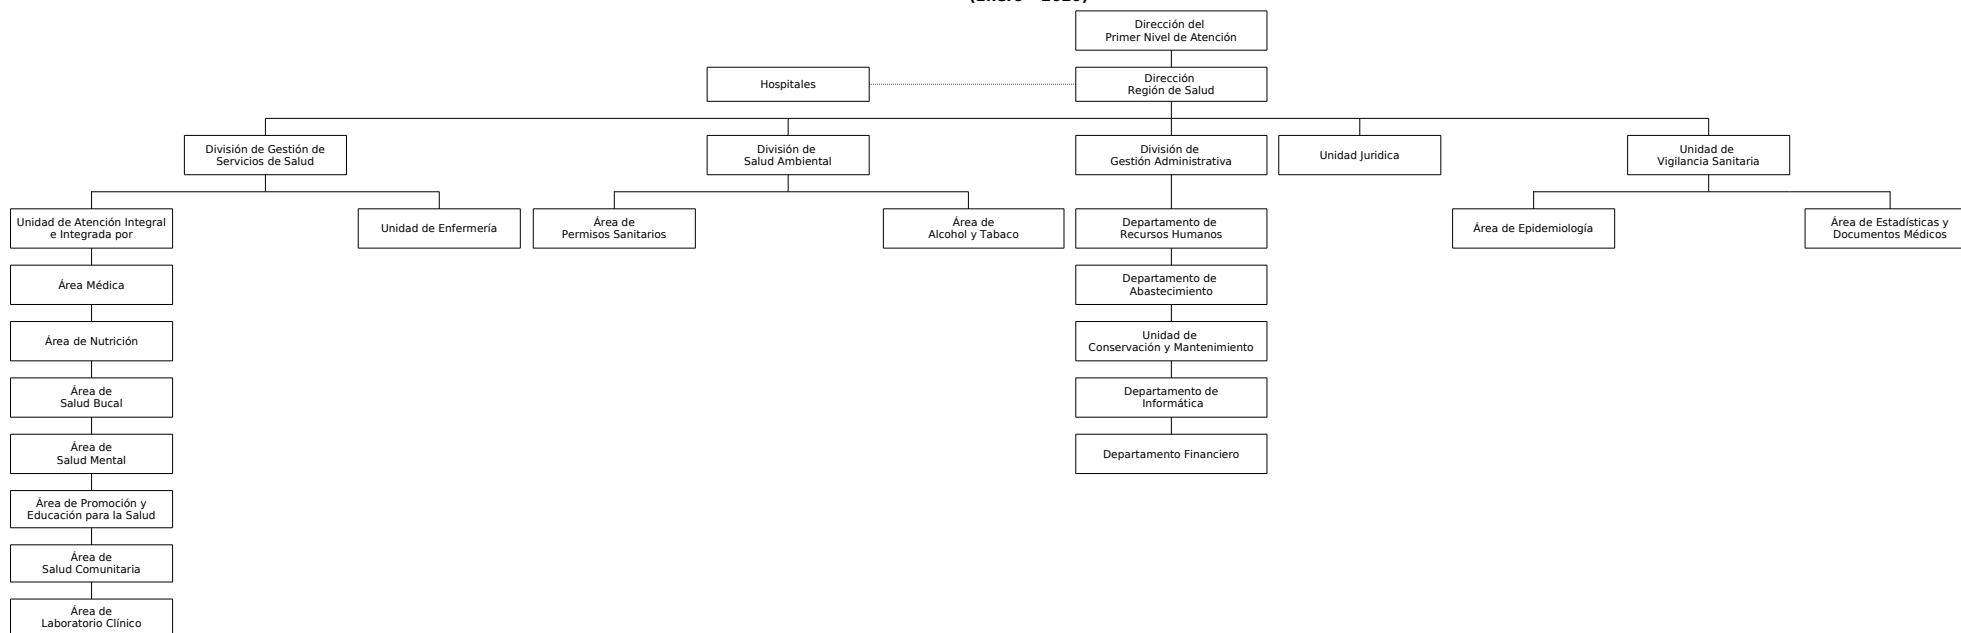 Dirección del
Primer Nivel de Atención
Hospitales
Dirección
Región de Salud
División de Gestión de
Servicios de Salud
División de
Salud Ambiental
División de
Gestión Administrativa
Unidad Juridica
Unidad de
Vigilancia Sanitaria
Unidad de Atención Integral
e Integrada por
Unidad de Enfermería
Área de
Permisos Sanitarios
Área de
Alcohol y Tabaco
Departamento de
Recursos Humanos
Área de Epidemiología
Área de Estadísticas y
Documentos Médicos
Área Médica
Departamento de
Abastecimiento
Área de Nutrición
Unidad de
Conservación y Mantenimiento
Área de
Salud Bucal
Departamento de
Informática
Área de
Salud Mental
Departamento Financiero
Área de Promoción y
Educación para la Salud
Área de
Salud Comunitaria
Área de
Laboratorio Clínico